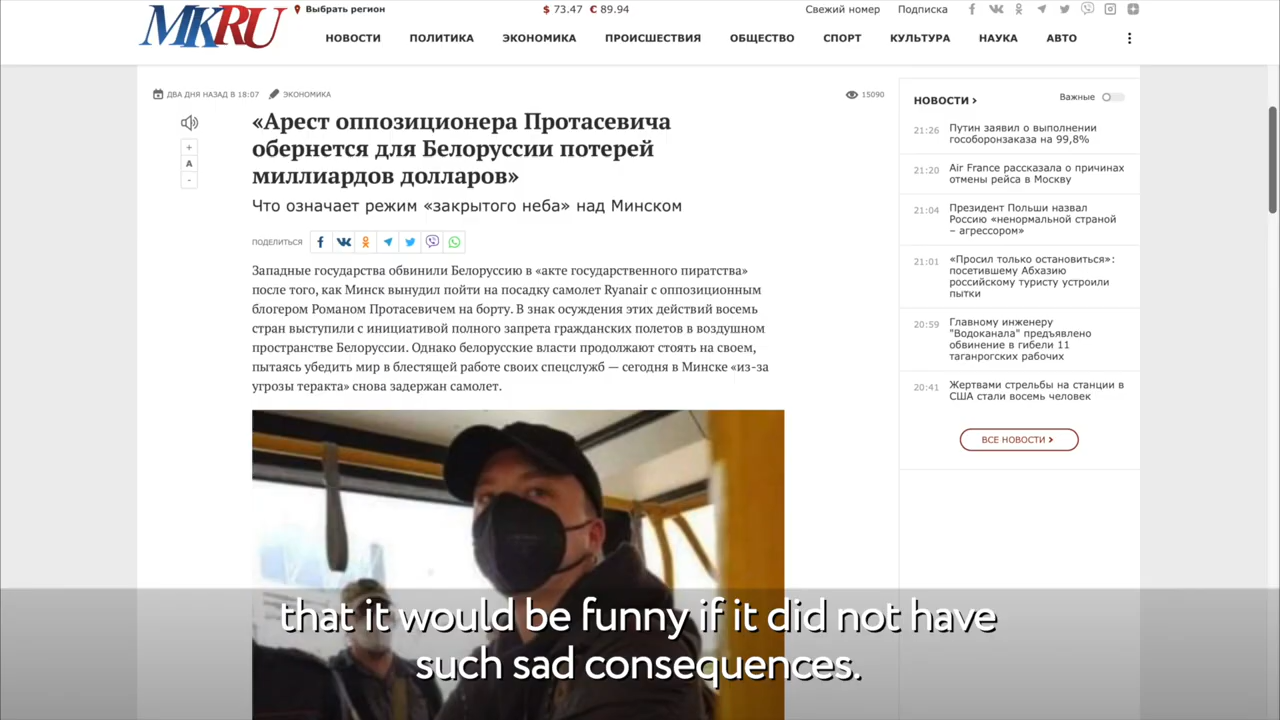 MKRU
Выбрать регион
$ 73.47 € 89.94
Свежий номер Подписка
НОВОСТИ ПОЛИТИКА ЭКОНОМИКА ПРОИСШЕСТВИЯ ОБЩЕСТВО СПОРТ КУЛЬТУРА НАУКА АВТО
ДВА ДНЯ НАЗАД В 18:07 ЭКОНОМИКА
15090
+
A
-
«Арест оппозиционера Протасевича
обернется для Белоруссии потерей
миллиардов долларов»
Что означает режим «закрытого неба» над Минском
ПОДЕЛИТЬСЯ
Западные государства обвинили Белоруссию в «акте государственного пиратства»
после того, как Минск вынудил пойти на посадку самолет Ryanair с оппозиционным
блогером Романом Протасевичем на борту. В знак осуждения этих действий восемь
стран выступили с инициативой полного запрета гражданских полетов в воздушном
пространстве Белоруссии. Однако белорусские власти продолжают стоять на своем,
пытаясь убедить мир в блестящей работе своих спецслужб — сегодня в Минске «из-за
угрозы теракта» снова задержан самолет.
НОВОСТИ
Важные
21:26 Путин заявил о выполнении
гособоронзаказа на 99,8%
21:20 Air France рассказала о причинах
отмены рейса в Москву
21:04 Президент Польши назвал
Россию «ненормальной страной
– агрессором»
21:01 «Просил только остановиться»:
посетившему Абхазию
российскому туристу устроили
пытки
20:59 Главному инженеру
"Водоканала" предъявлено
обвинение в гибели 11
таганрогских рабочих
20:41 Жертвами стрельбы на станции в
США стали восемь человек
ВСЕ НОВОСТИ
that it would be funny if it did not have
such sad consequences.